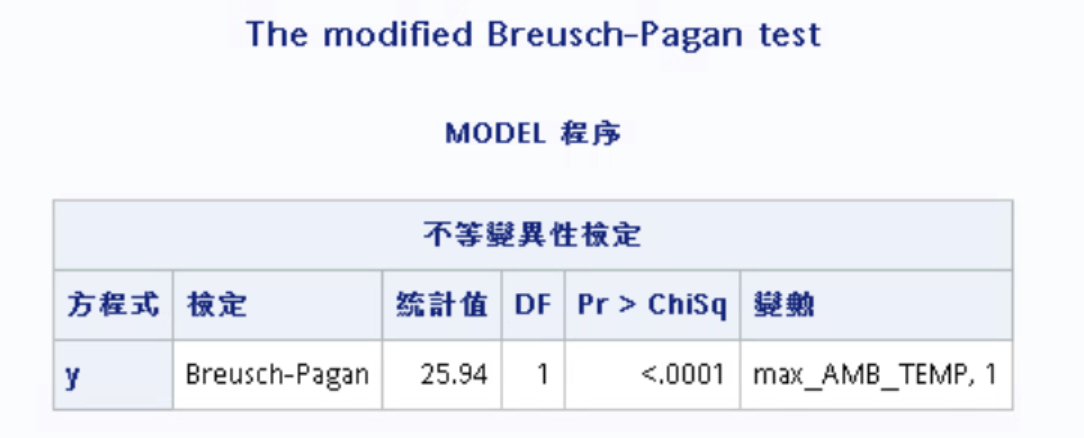 The modified Breusch-Pagan test
MODEL 程序
不等變異性檢定
方程式 檢定 統計值 DF Pr > ChiSq 變數
y Breusch-Pagan 25.94 1 <.0001 max_AMB_TEMP, 1